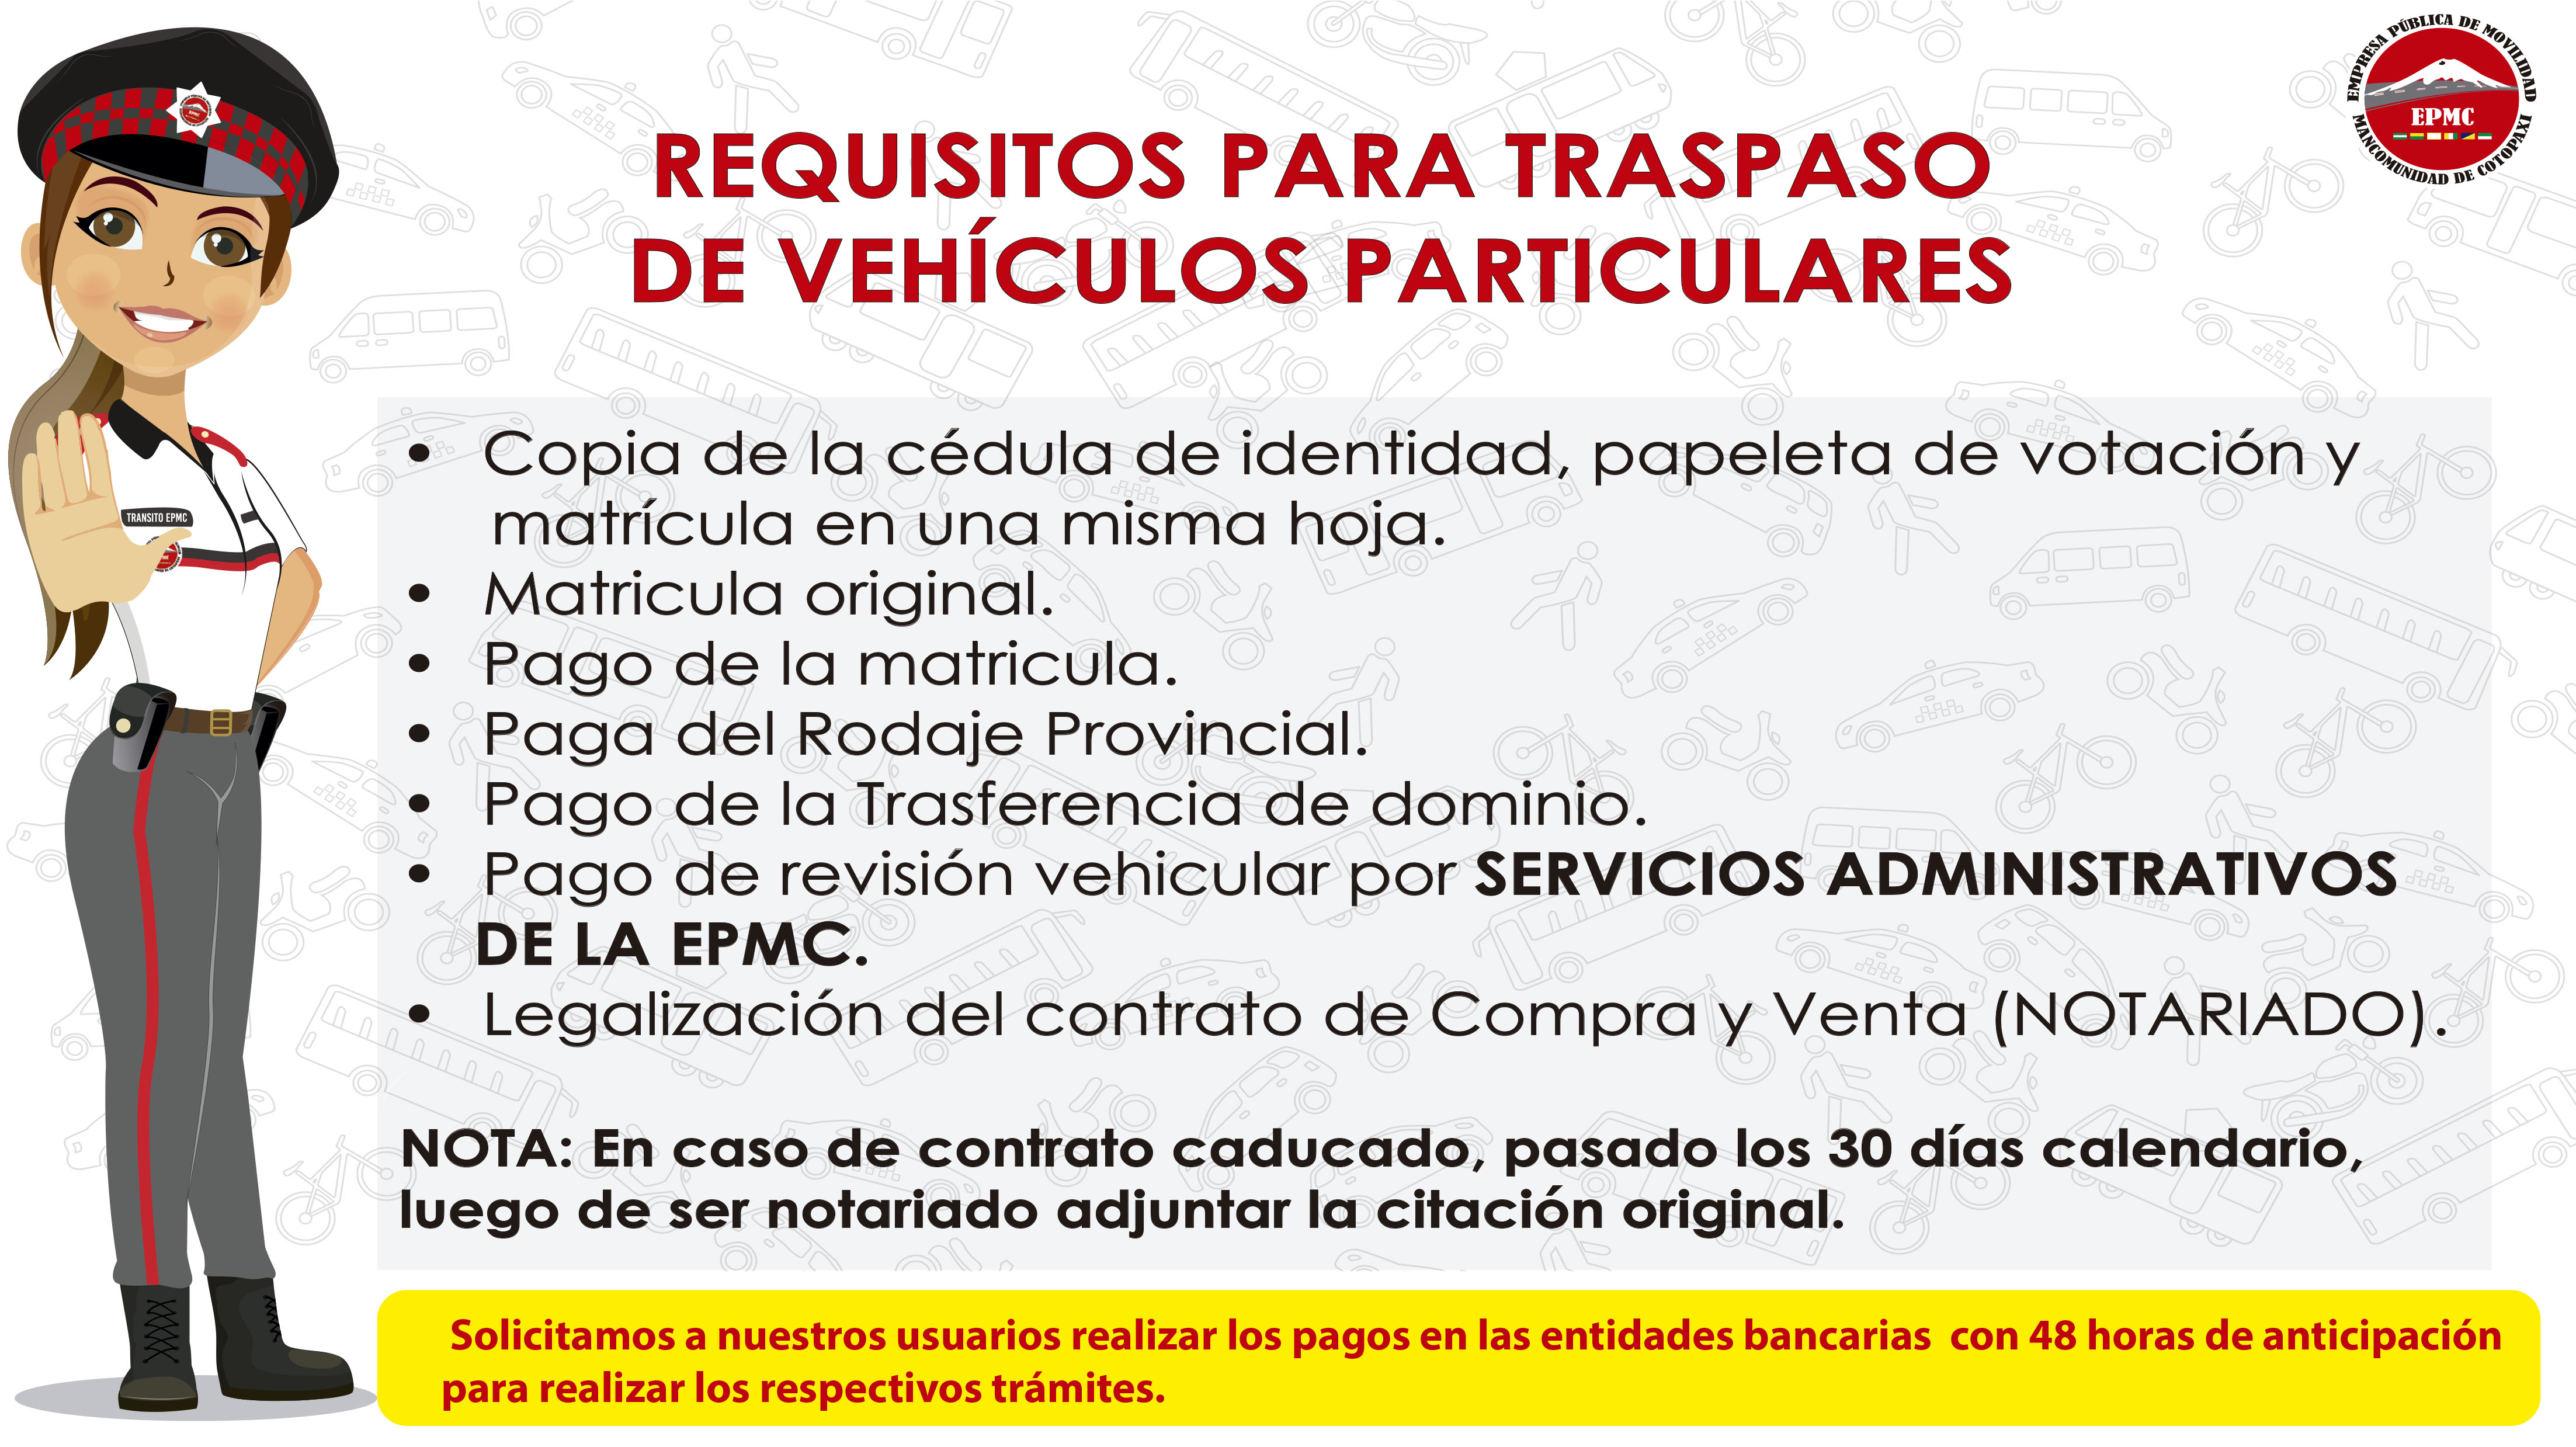 EMPRESA PÚBLICA DE MOVILIDAD
EPMC
MANCOMUNIDAD DE COTOPAXI
REQUISITOS PARA TRASPASO
DE VEHÍCULOS PARTICULARES
EPMC
TRANSITO EPMC
• Copia de la cédula de identidad, papeleta de votación y
matrícula en una misma hoja.
• Matricula original.
• Pago de la matricula.
• Paga del Rodaje Provincial.
• Pago de la Trasferencia de dominio.
• Pago de revisión vehicular por SERVICIOS ADMINISTRATIVOS
DE LA EPMC.
• Legalización del contrato de Compra y Venta (NOTARIADO).
NOTA: En caso de contrato caducado, pasado los 30 días calendario,
luego de ser notariado adjuntar la citación original.
Solicitamos a nuestros usuarios realizar los pagos en las entidades bancarias con 48 horas de anticipación
para realizar los respectivos trámites.